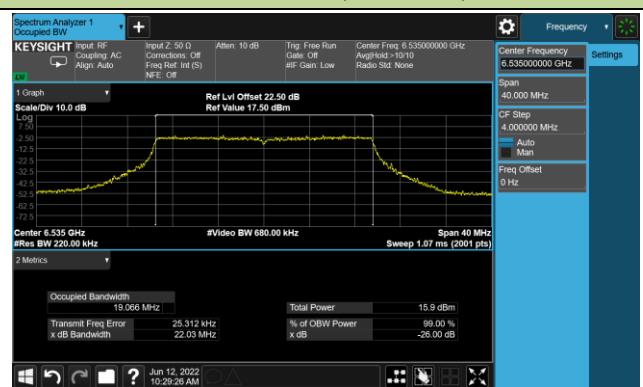 Spectrum Analyzer 1
Occupied BW
Frequency
KEYSIGHT
Input: RF
Coupling: AC
Align: Auto
Input Z: 50 Ω
Corrections: Off
Freq Ref: Int (S)
NFE: Off
Atten: 10 dB
Trig: Free Run
Gate: Off
#IF Gain: Low
Center Freq: 6.535000000 GHz
Avg|Hold:>10/10
Radio Std: None
LXI
Center Frequency
6.535000000 GHz
Settings
Span
40.000 MHz
CF Step
4.000000 MHz
Auto
Man
Freq Offset
0 Hz
1 Graph
Scale/Div 10.0 dB
Ref Lvl Offset 22.50 dB
Ref Value 17.50 dBm
Log
7.50
-2.50
-12.5
-22.5
-32.5
-42.5
-52.5
-62.5
-72.5
Center 6.535 GHz
#Video BW 680.00 kHz
Span 40 MHz
#Res BW 220.00 kHz
Sweep 1.07 ms (2001 pts)
2 Metrics
Occupied Bandwidth
19.066 MHz
Total Power 15.9 dBm
Transmit Freq Error 25.312 kHz
% of OBW Power 99.00 %
x dB Bandwidth 22.03 MHz
x dB -26.00 dB
?
Jun 12, 2022
10:29:26 AM